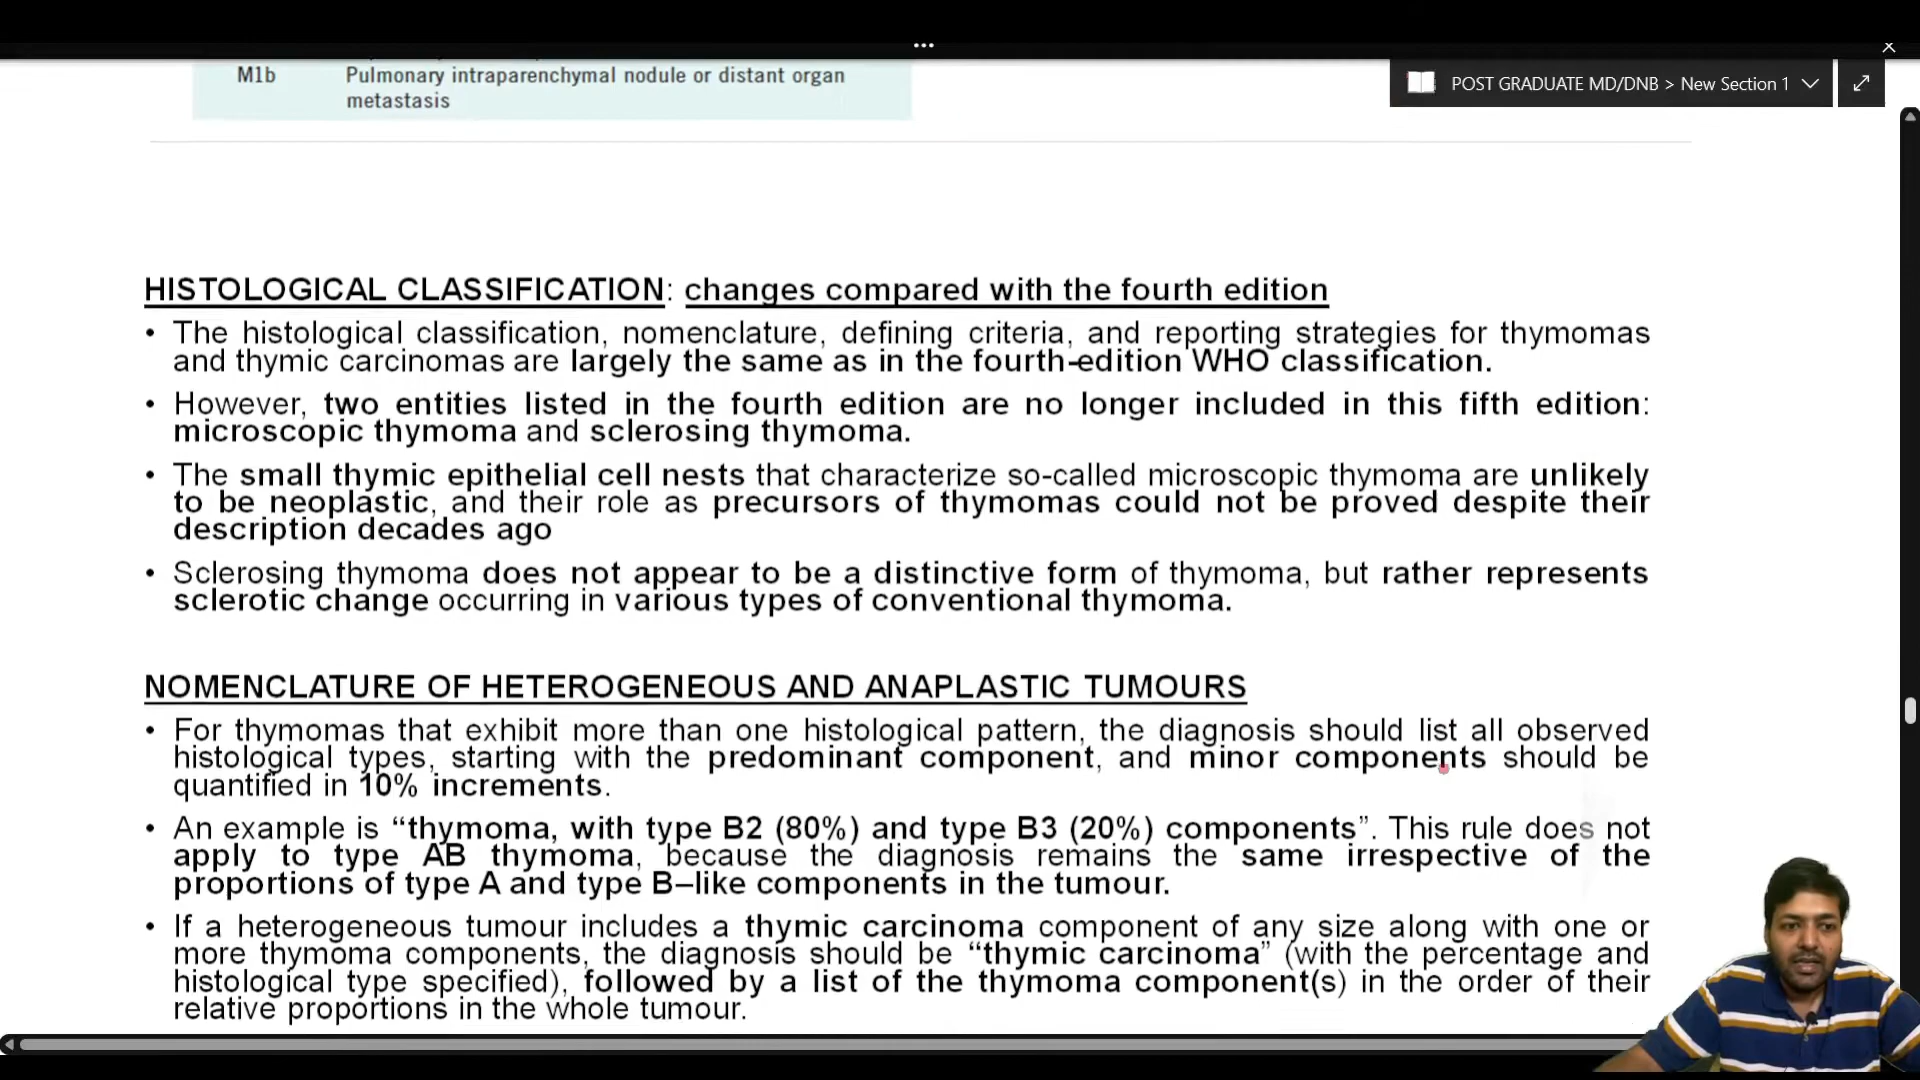 M1b Pulmonary intraparenchymal nodule or distant organ
metastasis
POST GRADUATE MD/DNB > New Section 1
HISTOLOGICAL CLASSIFICATION: changes compared with the fourth edition
• The histological classification, nomenclature, defining criteria, and reporting strategies for thymomas
and thymic carcinomas are largely the same as in the fourth-edition WHO classification.
• However, two entities listed in the fourth edition are no longer included in this fifth edition:
microscopic thymoma and sclerosing thymoma.
• The small thymic epithelial cell nests that characterize so-called microscopic thymoma are unlikely
to be neoplastic, and their role as precursors of thymomas could not be proved despite their
description decades ago
• Sclerosing thymoma does not appear to be a distinctive form of thymoma, but rather represents
sclerotic change occurring in various types of conventional thymoma.
NOMENCLATURE OF HETEROGENEOUS AND ANAPLASTIC TUMOURS
• For thymomas that exhibit more than one histological pattern, the diagnosis should list all observed
histological types, starting with the predominant component, and minor components should be
quantified in 10% increments.
• An example is “thymoma, with type B2 (80%) and type B3 (20%) components”. This rule does not
apply to type AB thymoma, because the diagnosis remains the same irrespective of the
proportions of type A and type B–like components in the tumour.
• If a heterogeneous tumour includes a thymic carcinoma component of any size along with one or
more thymoma components, the diagnosis should be “thymic carcinoma” (with the percentage and
histological type specified), followed by a list of the thymoma component(s) in the order of their
relative proportions in the whole tumour.